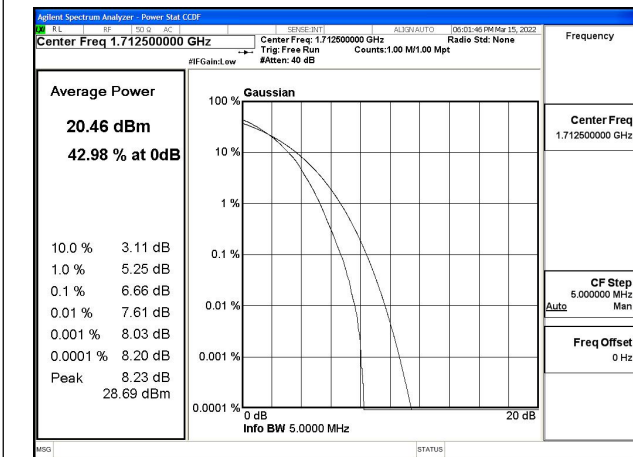 Agilent Spectrum Analyzer - Power Stat CCDF
RL RF 50 Ω AC SENSE:INT ALIGN AUTO 06:01:46 PM Mar 15, 2022
Center Freq 1.712500000 GHz
Center Freq: 1.712500000 GHz Radio Std: None
Trig: Free Run Counts:1.00 M/1.00 Mpt
#IFGain:Low #Atten: 40 dB
Frequency
Average Power
20.46 dBm
42.98 % at 0dB
10.0 % 3.11 dB
1.0 % 5.25 dB
0.1 % 6.66 dB
0.01 % 7.61 dB
0.001 % 8.03 dB
0.0001 % 8.20 dB
Peak 8.23 dB
28.69 dBm
Gaussian
100 %
10 %
1 %
0.1 %
0.01 %
0.001 %
0.0001 %
0 dB 20 dB
Info BW 5.0000 MHz
Center Freq
1.712500000 GHz
CF Step
5.000000 MHz
Auto Man
Freq Offset
0 Hz
MSG STATUS